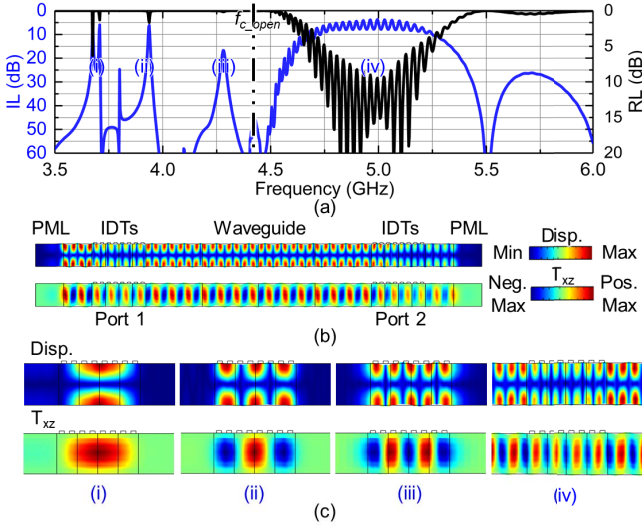 f_c_open
0 10 20 30 40 50 60
IL (dB)
(i) (ii) (iii) (iv)
0 5 10 15 20
RL (dB)
3.5 4.0 4.5 5.0 5.5 6.0
Frequency (GHz)
(a)
PML IDTs Waveguide IDTs PML
Disp.
Min Max
T_xz
Neg. Max Pos. Max
Port 1 Port 2
(b)
Disp.
T_xz
(i) (ii) (iii) (iv)
(c)